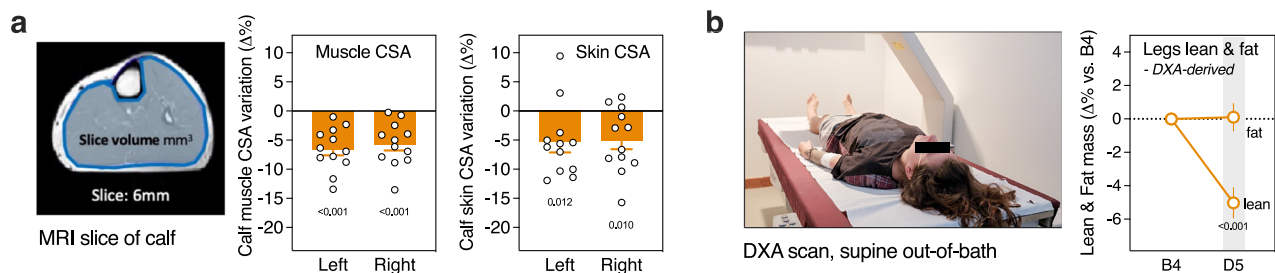 a
Slice volume mm³
Slice: 6mm
MRI slice of calf
Calf muscle CSA variation (Δ%)
10
5
0
-5
-10
-15
-20
Muscle CSA
<0.001
<0.001
Left
Right
Calf skin CSA variation (Δ%)
10
5
0
-5
-10
-15
-20
Skin CSA
0.012
0.010
Left
Right
b
DXA scan, supine out-of-bath
Lean & Fat mass (Δ% vs. B4)
4
2
0
-2
-4
-6
Legs lean & fat
- DXA-derived
fat
lean
<0.001
B4
D5